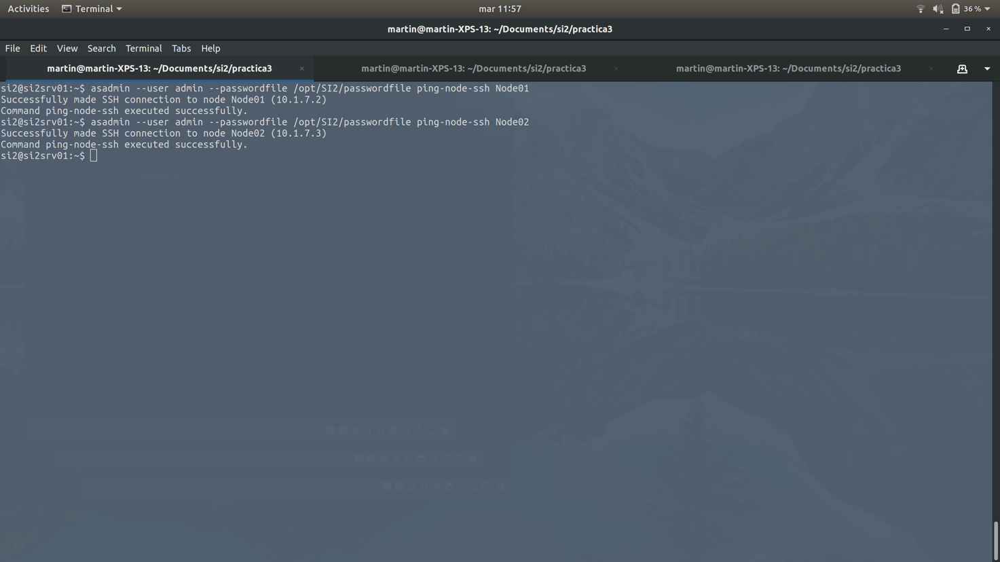 Activities Terminal mar 11:57 36 %
martin@martin-XPS-13: ~/Documents/si2/practica3
File Edit View Search Terminal Tabs Help
martin@martin-XPS-13: ~/Documents/si2/practica3 martin@martin-XPS-13: ~/Documents/si2/practica3 martin@martin-XPS-13: ~/Documents/si2/practica3
si2@si2srv01:~$ asadmin --user admin --passwordfile /opt/SI2/passwordfile ping-node-ssh Node01
Successfully made SSH connection to node Node01 (10.1.7.2)
Command ping-node-ssh executed successfully.
si2@si2srv01:~$ asadmin --user admin --passwordfile /opt/SI2/passwordfile ping-node-ssh Node02
Successfully made SSH connection to node Node02 (10.1.7.3)
Command ping-node-ssh executed successfully.
si2@si2srv01:~$